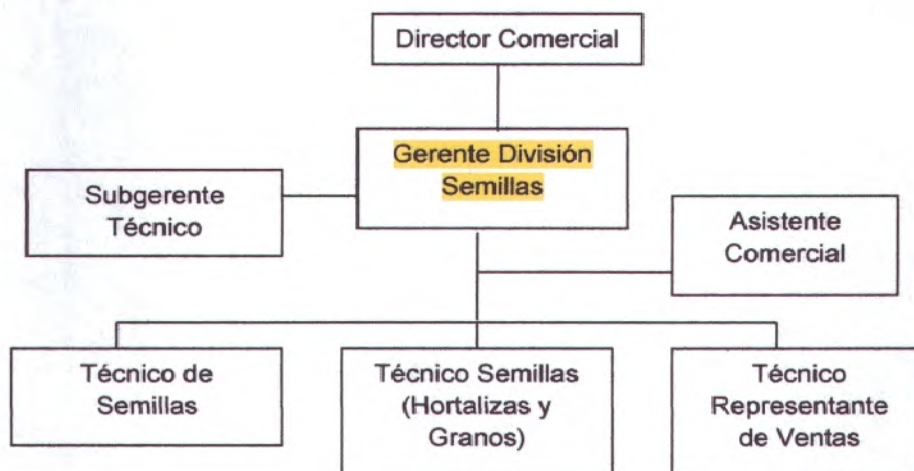 Director Comercial
Gerente División
Semillas
Subgerente
Técnico
Asistente
Comercial
Técnico de
Semillas
Técnico Semillas
(Hortalizas y
Granos)
Técnico
Representante
de Ventas